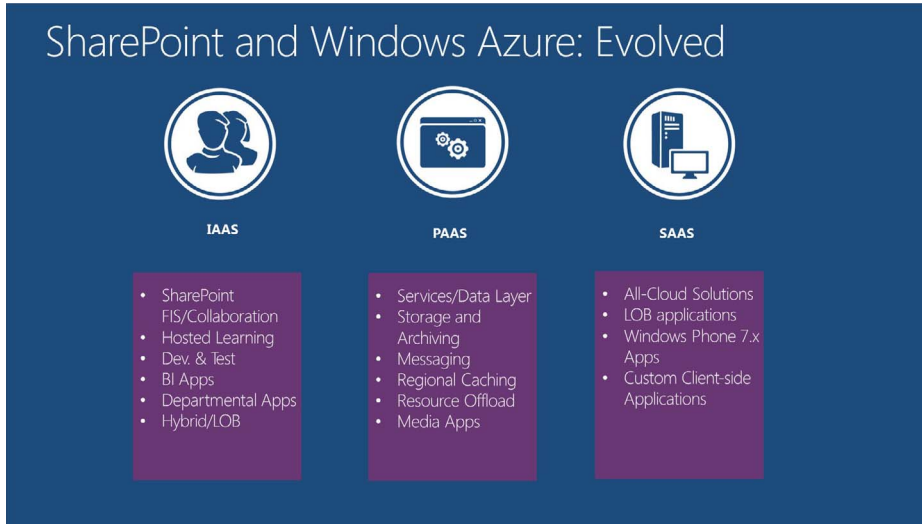 SharePoint and Windows Azure: Evolved
IAAS
• SharePoint
FIS/Collaboration
• Hosted Learning
• Dev. & Test
• BI Apps
• Departmental Apps
• Hybrid/LOB
PAAS
• Services/Data Layer
• Storage and
Archiving
• Messaging
• Regional Caching
• Resource Offload
• Media Apps
SAAS
• All-Cloud Solutions
• LOB applications
• Windows Phone 7.x
Apps
• Custom Client-side
Applications